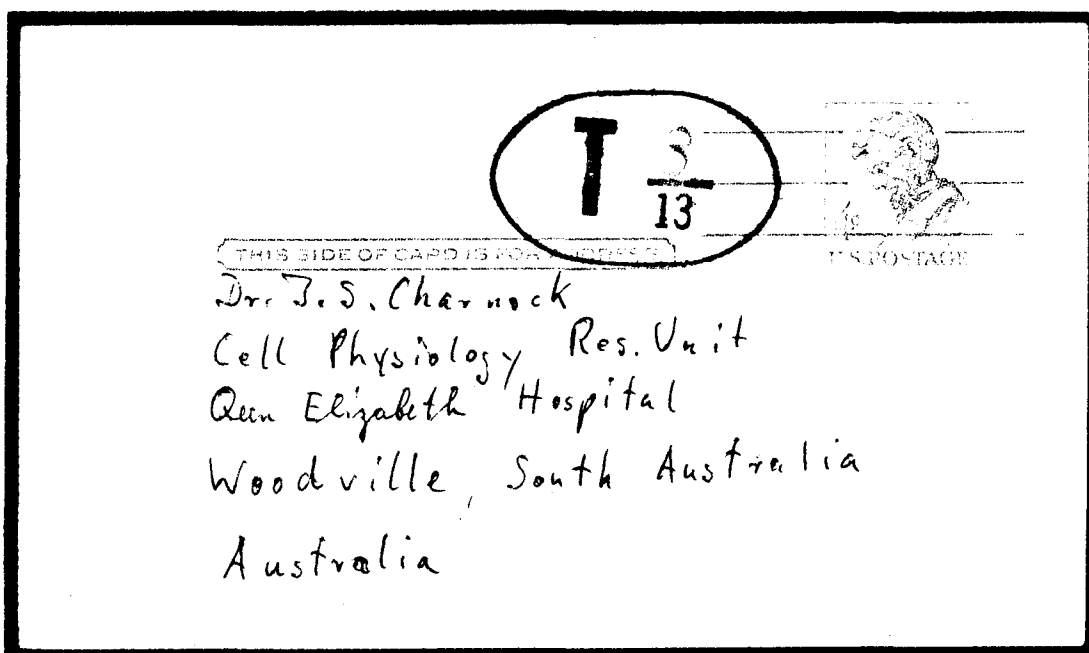 T 3/13
U.S. POSTAGE
THIS SIDE OF CARD IS FOR ADDRESS
Dr. J. S. Charnock
Cell Physiology Res. Unit
Queen Elizabeth Hospital
Woodville, South Australia
Australia